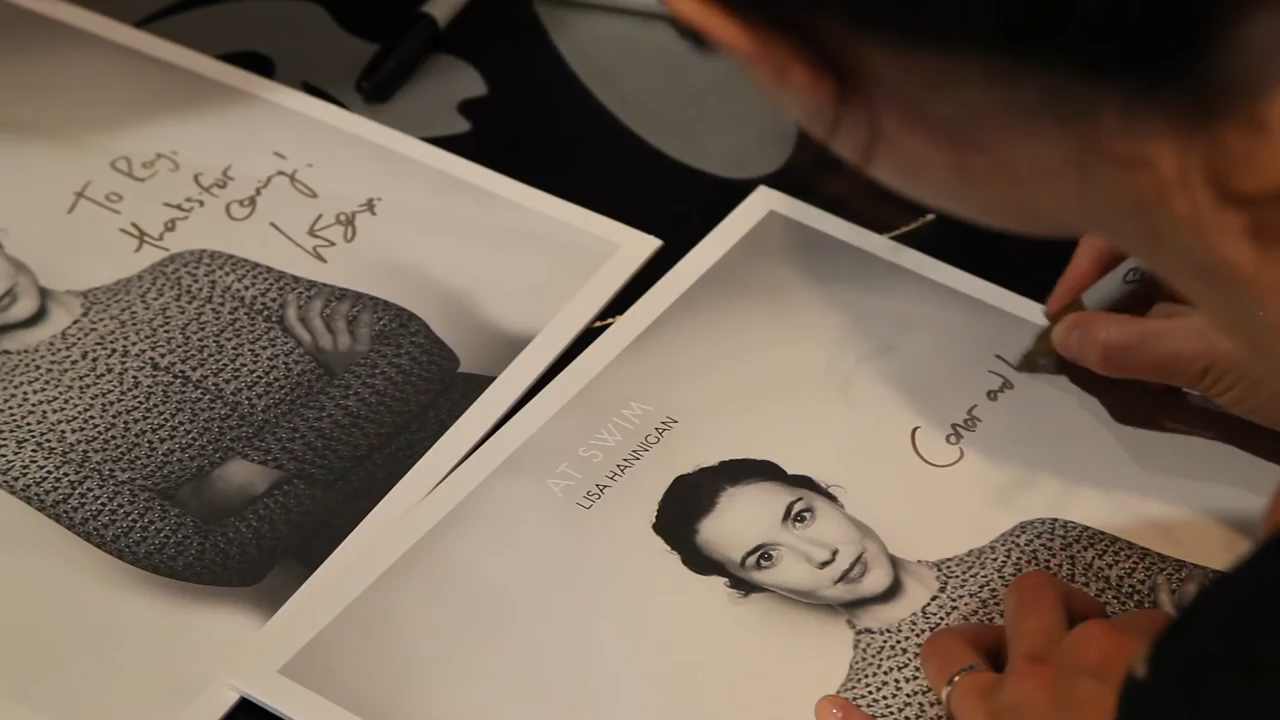 To Roy.
thanks for
coming!
AT SWIM
LISA HANNIGAN
Conor and